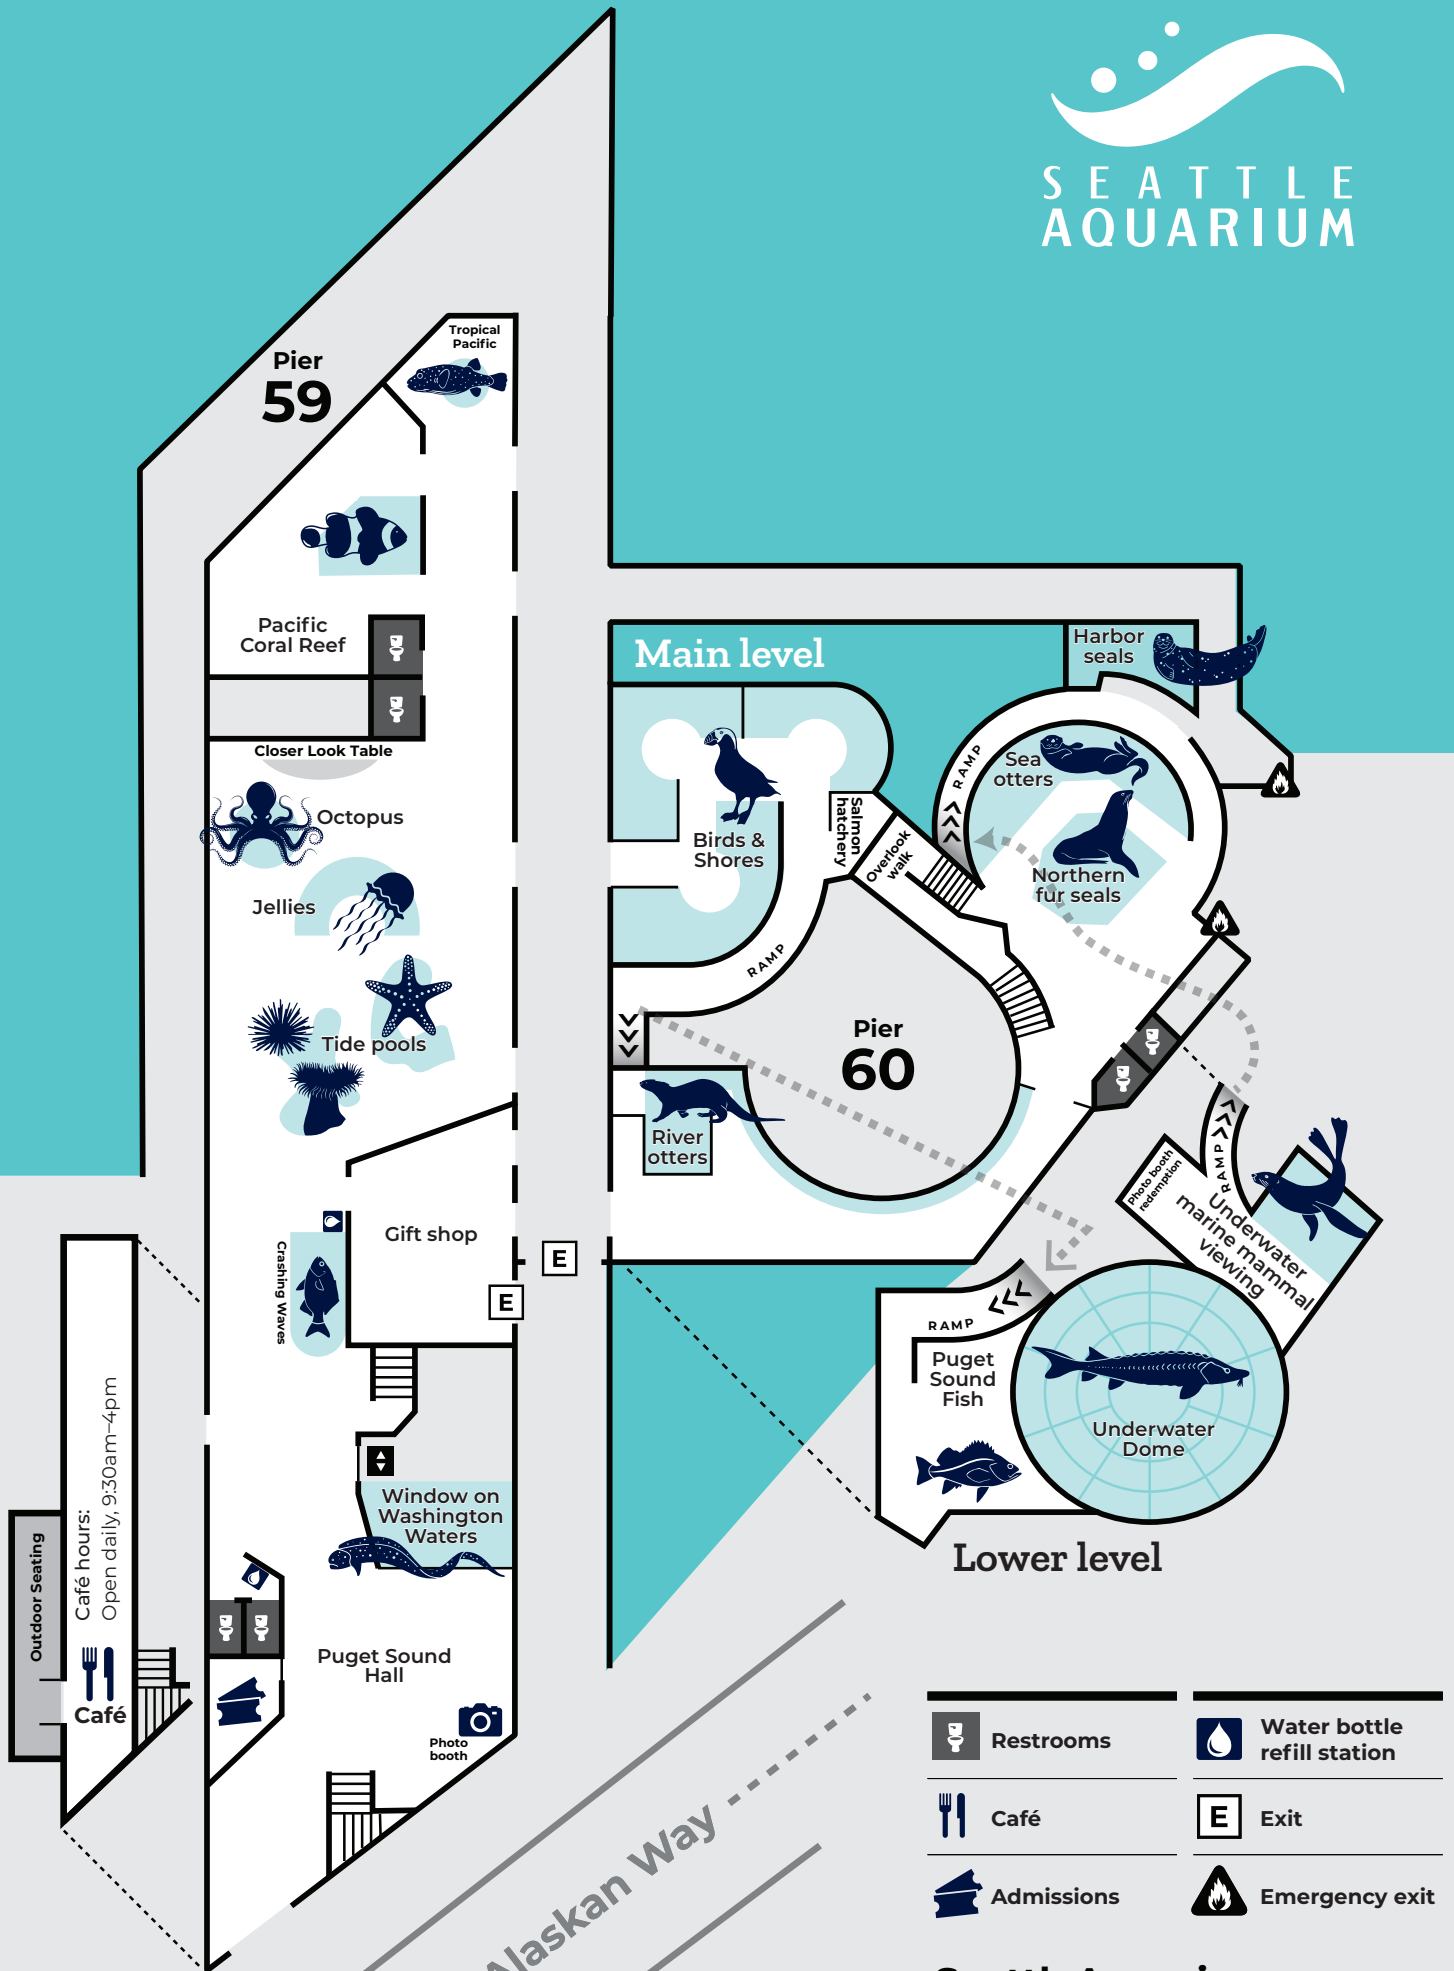 SEATTLE
AQUARIUM
Tropical
Pacific
Pier
59
Pacific
Coral Reef
Closer Look Table
Octopus
Jellies
Tide pools
Gift shop
E
E
Crashing Waves
Window on
Washington
Waters
Puget Sound
Hall
Photo
booth
Café hours:
Open daily, 9:30am–4pm
Outdoor Seating
Café
Main level
Harbor
seals
RAMP
Sea
otters
Northern
fur seals
Birds &
Shores
Salmon
hatchery
Overlook
walk
RAMP
Pier
60
River
otters
Photo booth
redemption
RAMP
Underwater
marine mammal
viewing
RAMP
Puget
Sound
Fish
Underwater
Dome
Lower level
Alaskan Way
Restrooms
Water bottle
refill station
Café
E
Exit
Admissions
Emergency exit